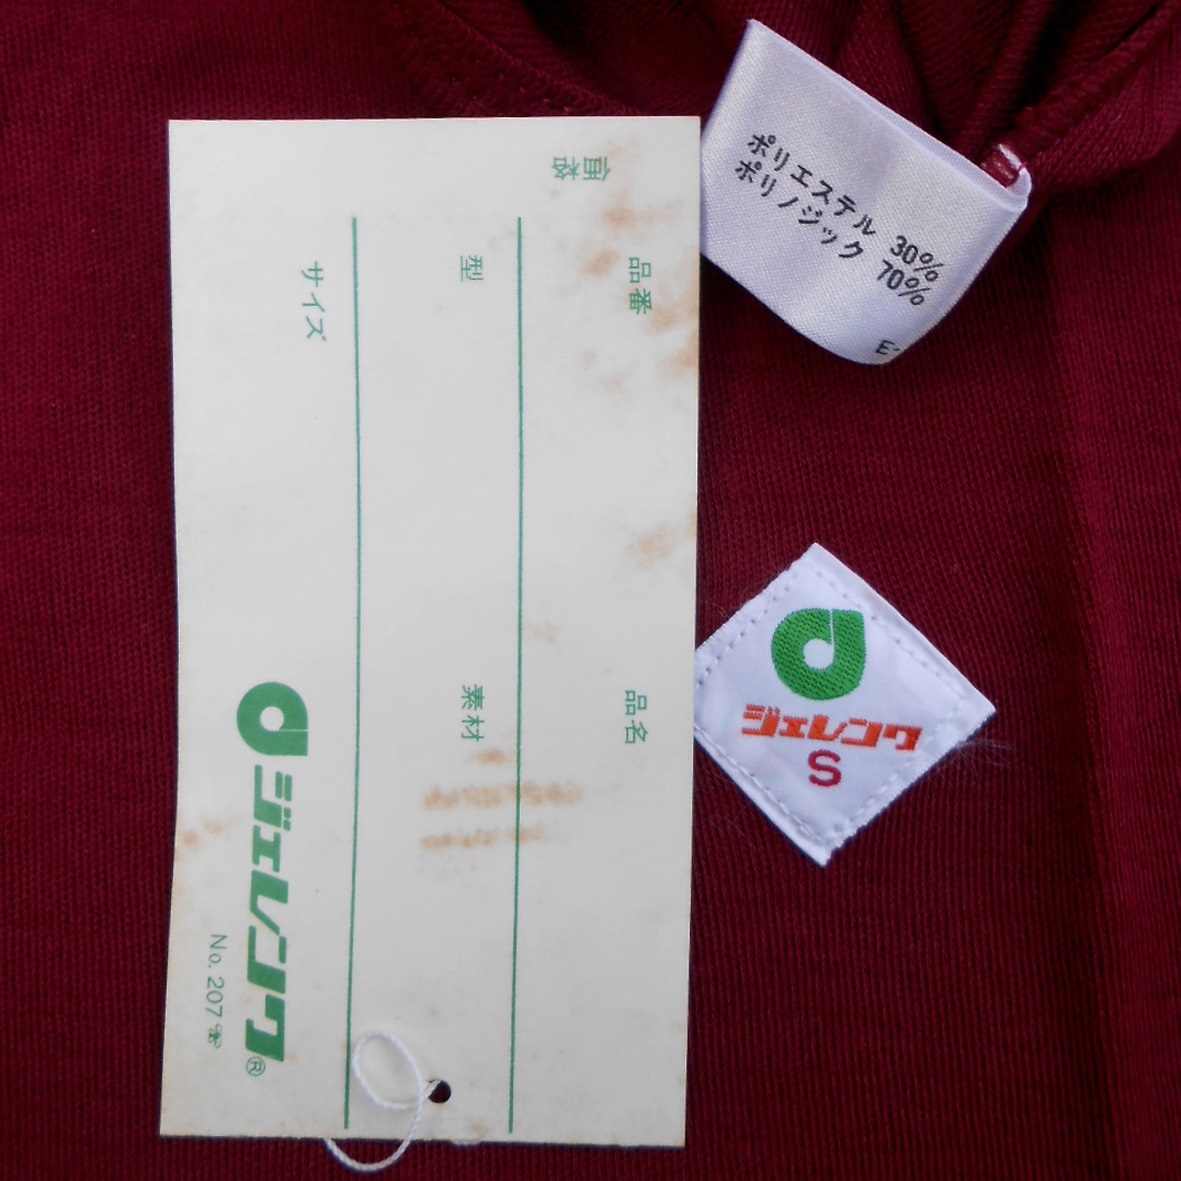 品番
品名
型
素材
サイズ
ジェレンク®
No. 207
ポリエステル 30%
ポリノジック 70%
ジェレンク
S